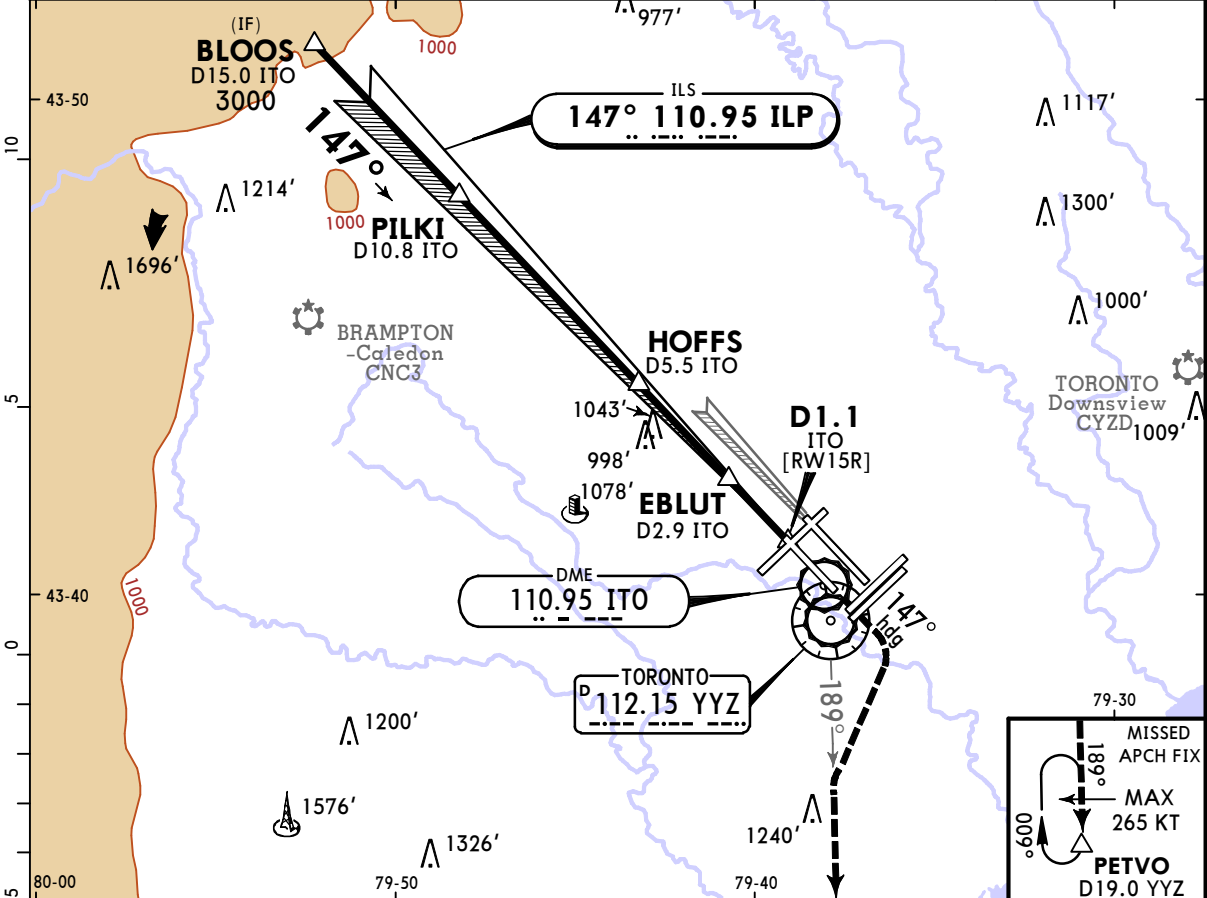 (IF)
BLOOS
D15.0 ITO
3000
1000
977'
43-50
ILS
147° 110.95 ILP
1117'
10
147°
1214'
1000
PILKI
D10.8 ITO
1300'
1696'
1000'
BRAMPTON
-Caledon
CNC3
HOFFS
D5.5 ITO
TORONTO
Downsview
CYZD
1009'
5
1043'
998'
D1.1
ITO
[RW15R]
1078'
EBLUT
D2.9 ITO
43-40
1000
DME
110.95 ITO
147°
hdg
0
TORONTO
D 112.15 YYZ
189°
79-30
1200'
1576'
1326'
1240'
MISSED
APCH FIX
189°
MAX
265 KT
009°
PETVO
D19.0 YYZ
5
80-00
79-50
79-40